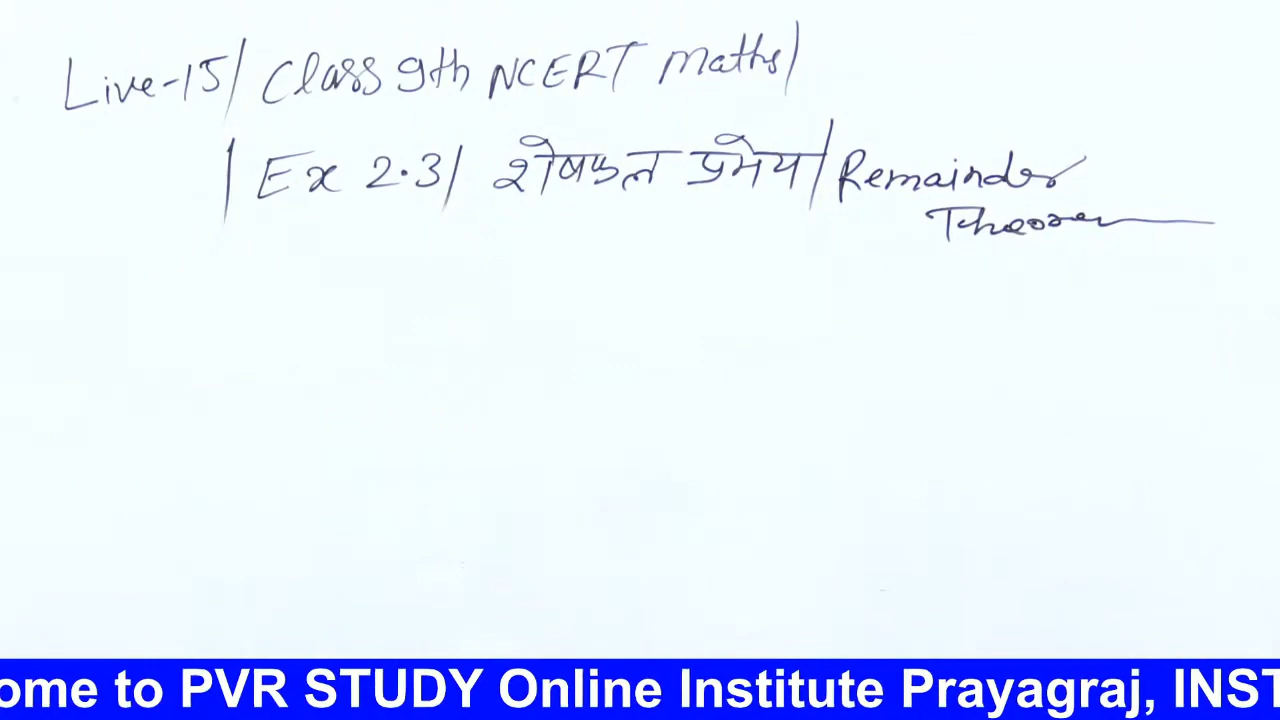 Live-15/ Class 9th NCERT Maths/
/ Ex 2.3/ शेषफल प्रमेय/ Remainder
Theorem
ome to PVR STUDY Online Institute Prayagraj, INST